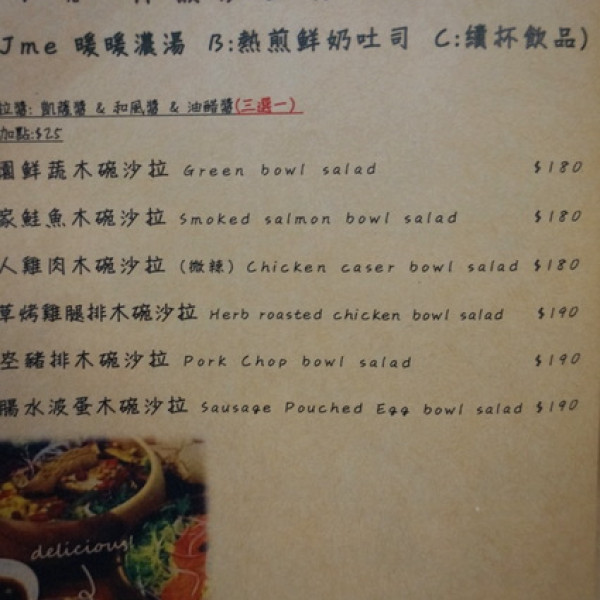 Jme 暖暖濃湯 B:熱煎鮮奶吐司 C:續杯飲品)
拉醬: 凱薩醬 & 和風醬 & 油醋醬(三選一)
加點:$25
園鮮蔬木碗沙拉 Green bowl salad $180
家鮭魚木碗沙拉 Smoked salmon bowl salad $180
人雞肉木碗沙拉 (微辣) Chicken caser bowl salad $180
草烤雞腿排木碗沙拉 Herb roasted chicken bowl salad $190
豬排木碗沙拉 Pork Chop bowl salad $190
腸水波蛋木碗沙拉 Sausage Pouched Egg bowl salad $190
delicious!